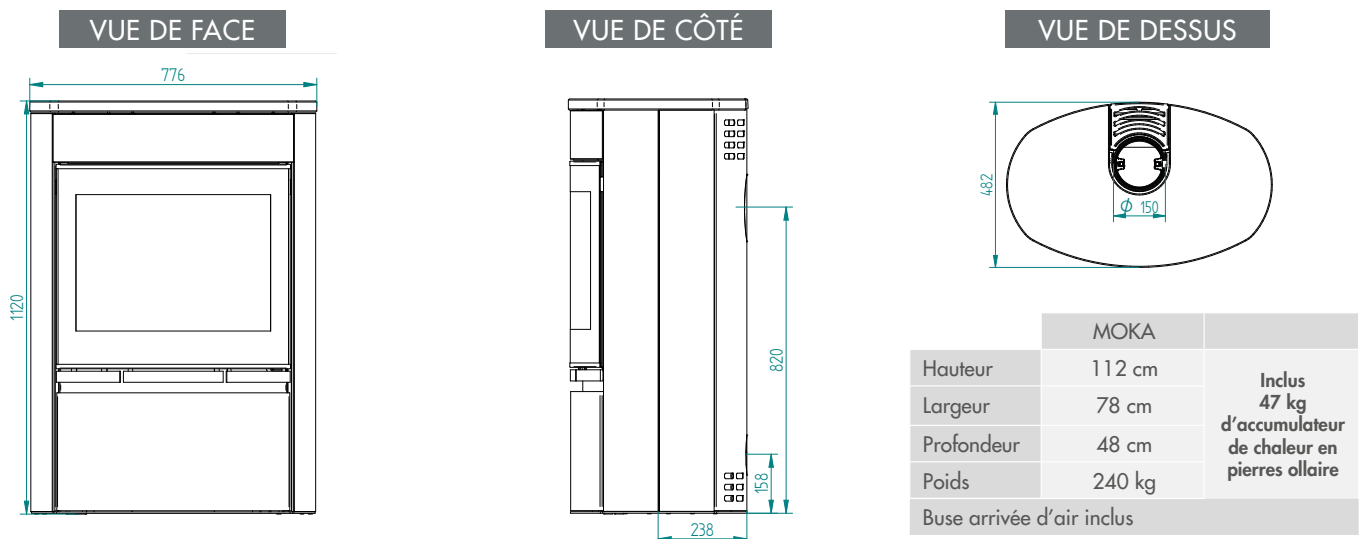 VUE DE FACE
776
1120
VUE DE CÔTÉ
820
158
238
VUE DE DESSUS
482
Ø 150
MOKA
Hauteur 112 cm
Largeur 78 cm
Profondeur 48 cm
Poids 240 kg
Inclus
47 kg
d’accumulateur
de chaleur en
pierres ollaire
Buse arrivée d’air inclus